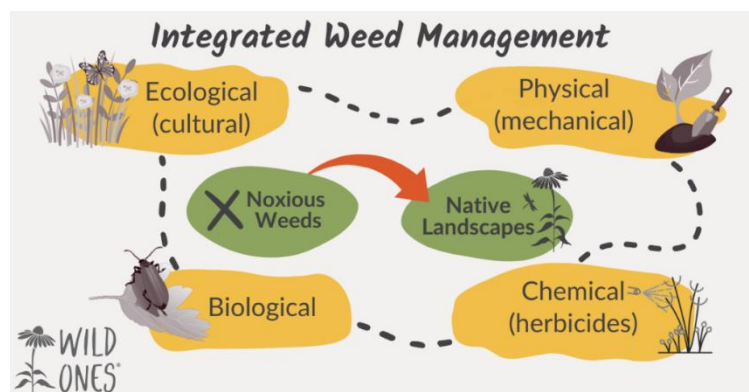 Integrated Weed Management
Ecological
(cultural)
Physical
(mechanical)
Noxious
Weeds
Native
Landscapes
Biological
Chemical
(herbicides)
WILD
ONES®